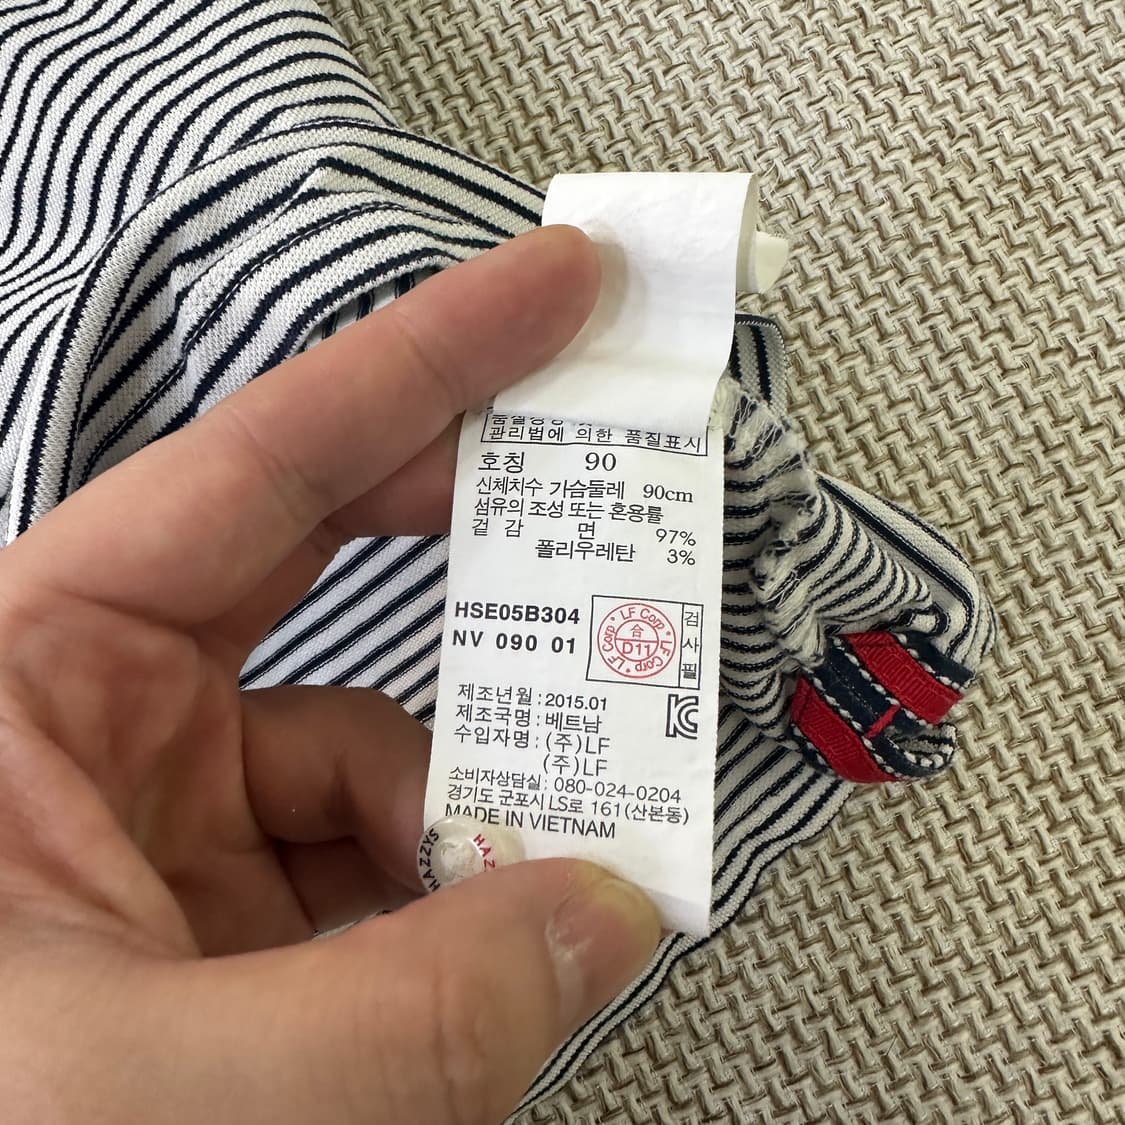 관리법에 의한 품질표시
호칭 90
신체치수 가슴둘레 90cm
섬유의 조성 또는 혼용률
겉감 면 97%
폴리우레탄 3%
HSE05B304
NV 090 01
LF Corp · LF Corp · LF Corp ·
合
D11
검사필
제조년월 : 2015.01
제조국명 : 베트남
수입자명 : (주)LF
(주)LF
소비자상담실: 080-024-0204
경기도 군포시 LS로 161(산본동)
MADE IN VIETNAM
HAZZYS